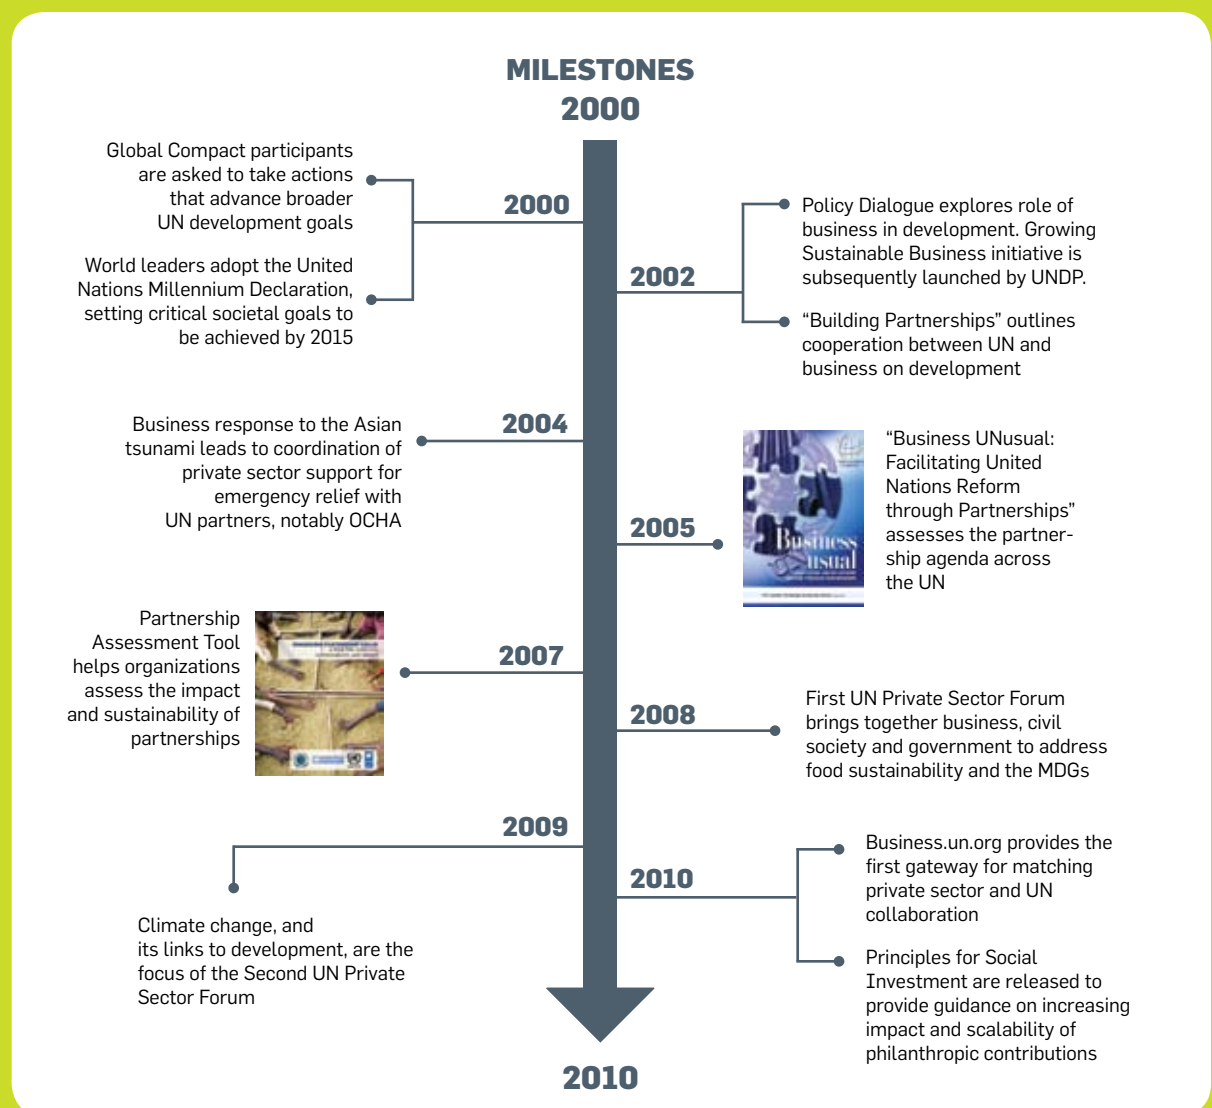 MILESTONES
2000
2000
Global Compact participants
are asked to take actions
that advance broader
UN development goals
World leaders adopt the United
Nations Millennium Declaration,
setting critical societal goals to
be achieved by 2015
2002
Policy Dialogue explores role of
business in development. Growing
Sustainable Business initiative is
subsequently launched by UNDP.
“Building Partnerships” outlines
cooperation between UN and
business on development
2004
Business response to the Asian
tsunami leads to coordination of
private sector support for
emergency relief with
UN partners, notably OCHA
2005
Business
UNusual
“Business UNusual:
Facilitating United
Nations Reform
through Partnerships”
assesses the partner-
ship agenda across
the UN
2007
Partnership
Assessment Tool
helps organizations
assess the impact
and sustainability of
partnerships
2008
First UN Private Sector Forum
brings together business, civil
society and government to address
food sustainability and the MDGs
2009
Climate change, and
its links to development, are the
focus of the Second UN Private
Sector Forum
2010
Business.un.org provides the
first gateway for matching
private sector and UN
collaboration
Principles for Social
Investment are released to
provide guidance on increasing
impact and scalability of
philanthropic contributions
2010